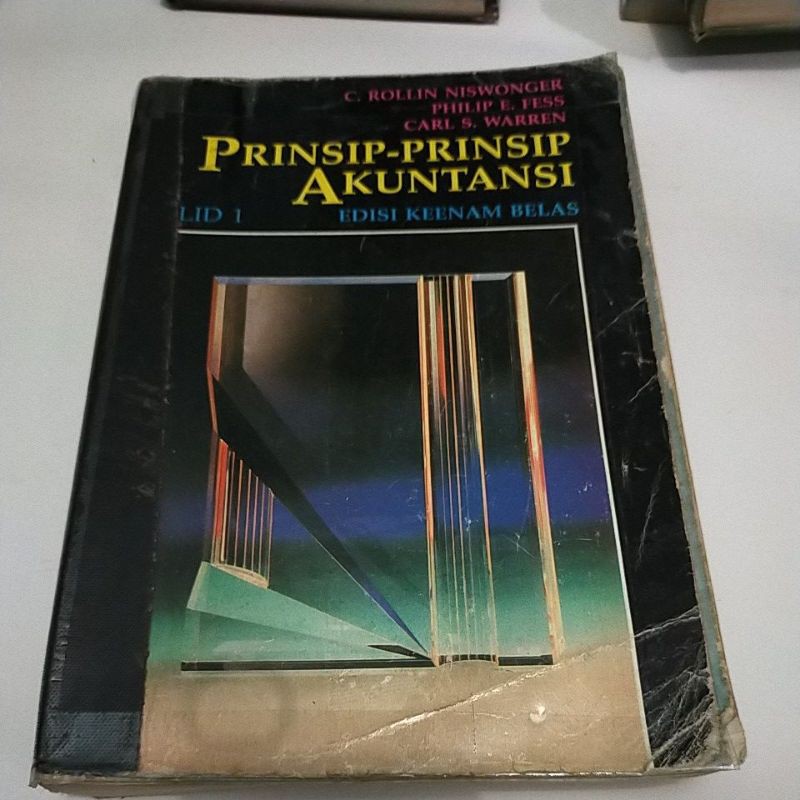 C. ROLLIN NISWONGER
PHILIP E. FESS
CARL S. WARREN
PRINSIP-PRINSIP
AKUNTANSI
LID 1 EDISI KEENAM BELAS